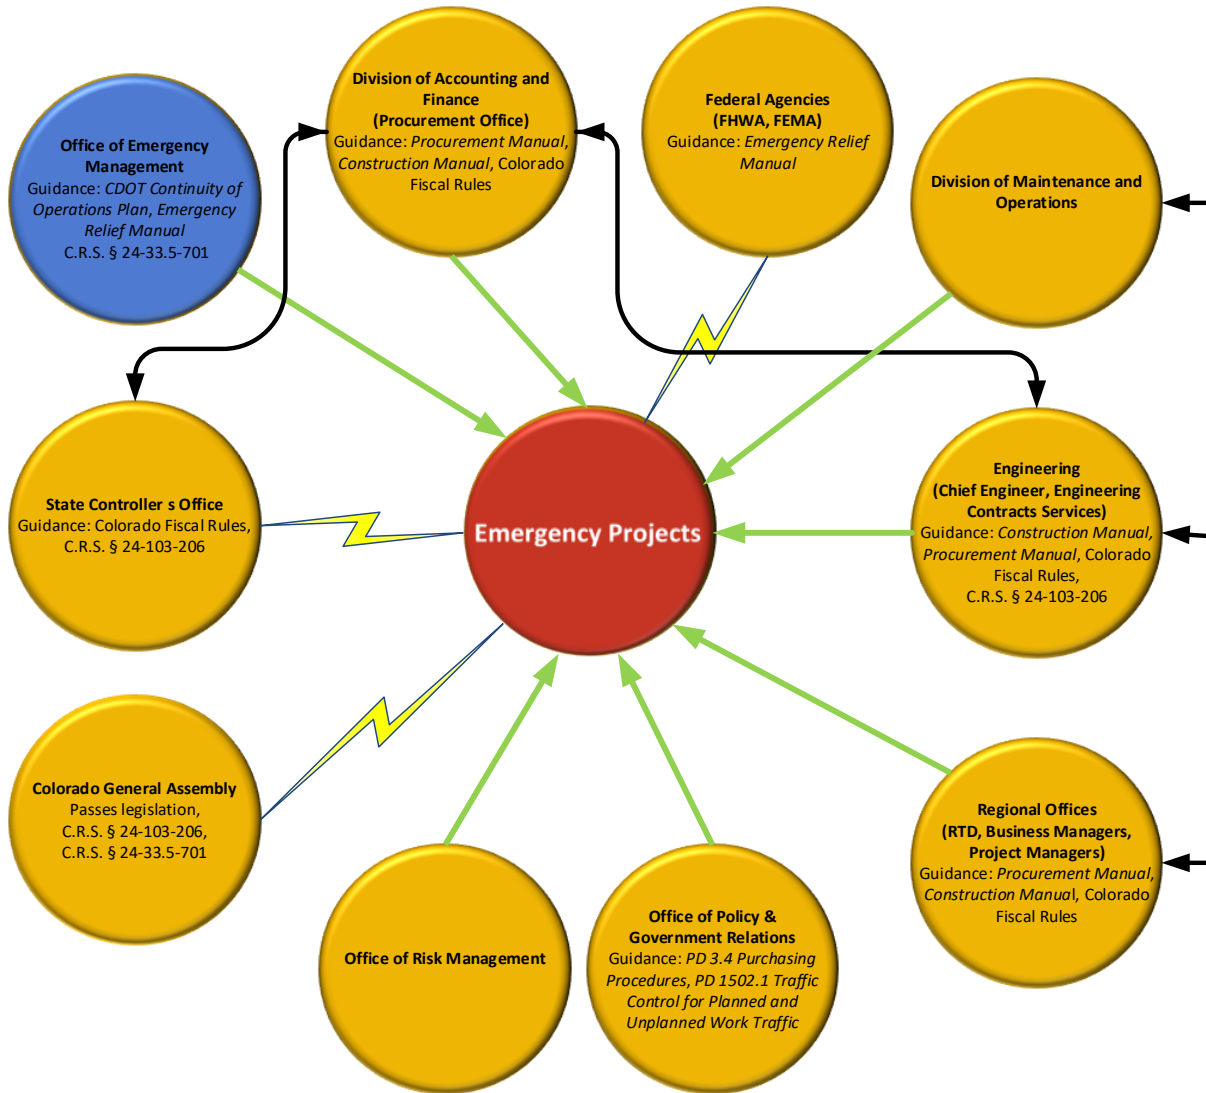 Office of Emergency
Management
Guidance: CDOT Continuity of
Operations Plan, Emergency
Relief Manual
C.R.S. § 24-33.5-701
Division of Accounting and
Finance
(Procurement Office)
Guidance: Procurement Manual,
Construction Manual, Colorado
Fiscal Rules
Federal Agencies
(FHWA, FEMA)
Guidance: Emergency Relief
Manual
Division of Maintenance and
Operations
State Controller s Office
Guidance: Colorado Fiscal Rules,
C.R.S. § 24-103-206
Emergency Projects
Engineering
(Chief Engineer, Engineering
Contracts Services)
Guidance: Construction Manual,
Procurement Manual, Colorado
Fiscal Rules,
C.R.S. § 24-103-206
Colorado General Assembly
Passes legislation,
C.R.S. § 24-103-206,
C.R.S. § 24-33.5-701
Office of Risk Management
Office of Policy &
Government Relations
Guidance: PD 3.4 Purchasing
Procedures, PD 1502.1 Traffic
Control for Planned and
Unplanned Work Traffic
Regional Offices
(RTD, Business Managers,
Project Managers)
Guidance: Procurement Manual,
Construction Manual, Colorado
Fiscal Rules